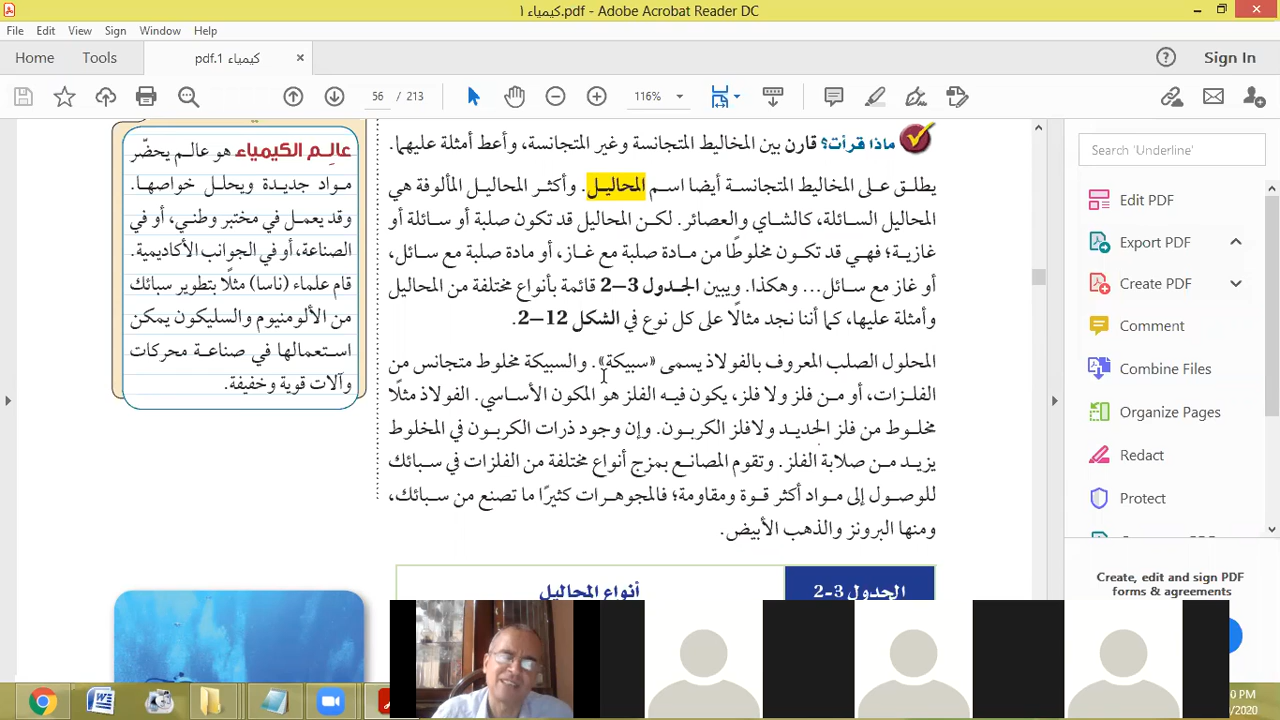 كيمياء ١.pdf - Adobe Acrobat Reader DC
File Edit View Sign Window Help
Home Tools كيمياء 1.pdf × Sign In
56 / 213 116%
ماذا قرأت؟ قارن بين المخاليط المتجانسة وغير المتجانسة، وأعط أمثلة عليهما.
يطلق على المخاليط المتجانسة أيضا اسم المحاليل. وأكثر المحاليل المألوفة هي
المحاليل السائلة، كالشاي والعصائر. لكن المحاليل قد تكون صلبة أو سائلة أو
غازية؛ فهي قد تكون مخلوطًا من مادة صلبة مع غاز، أو مادة صلبة مع سائل،
أو غاز مع سائل... وهكذا. ويبين الجدول 3–2 قائمة بأنواع مختلفة من المحاليل
وأمثلة عليها، كما أننا نجد مثالًا على كل نوع في الشكل 12–2.
المحلول الصلب المعروف بالفولاذ يسمى «سبيكة». والسبيكة مخلوط متجانس من
الفلزات، أو من فلز ولا فلز، يكون فيه الفلز هو المكون الأساسي. الفولاذ مثلًا
مخلوط من فلز الحديد ولافلز الكربون. وإن وجود ذرات الكربون في المخلوط
يزيد من صلابة الفلز. وتقوم المصانع بمزج أنواع مختلفة من الفلزات في سبائك
للوصول إلى مواد أكثر قوة ومقاومة؛ فالمجوهرات كثيرًا ما تصنع من سبائك،
ومنها البرونز والذهب الأبيض.
الجدول 3-2 أنواع المحاليل
عالِم الكيمياء هو عالم يحضّر
مواد جديدة ويحلل خواصها.
وقد يعمل في مختبر وطني، أو في
الصناعة، أو في الجوانب الأكاديمية.
قام علماء (ناسا) مثلًا بتطوير سبائك
من الألومنيوم والسليكون يمكن
استعمالها في صناعة محركات
وآلات قوية وخفيفة.
Search 'Underline'
Edit PDF
Export PDF
Create PDF
Comment
Combine Files
Organize Pages
Redact
Protect
Create, edit and sign PDF
forms & agreements